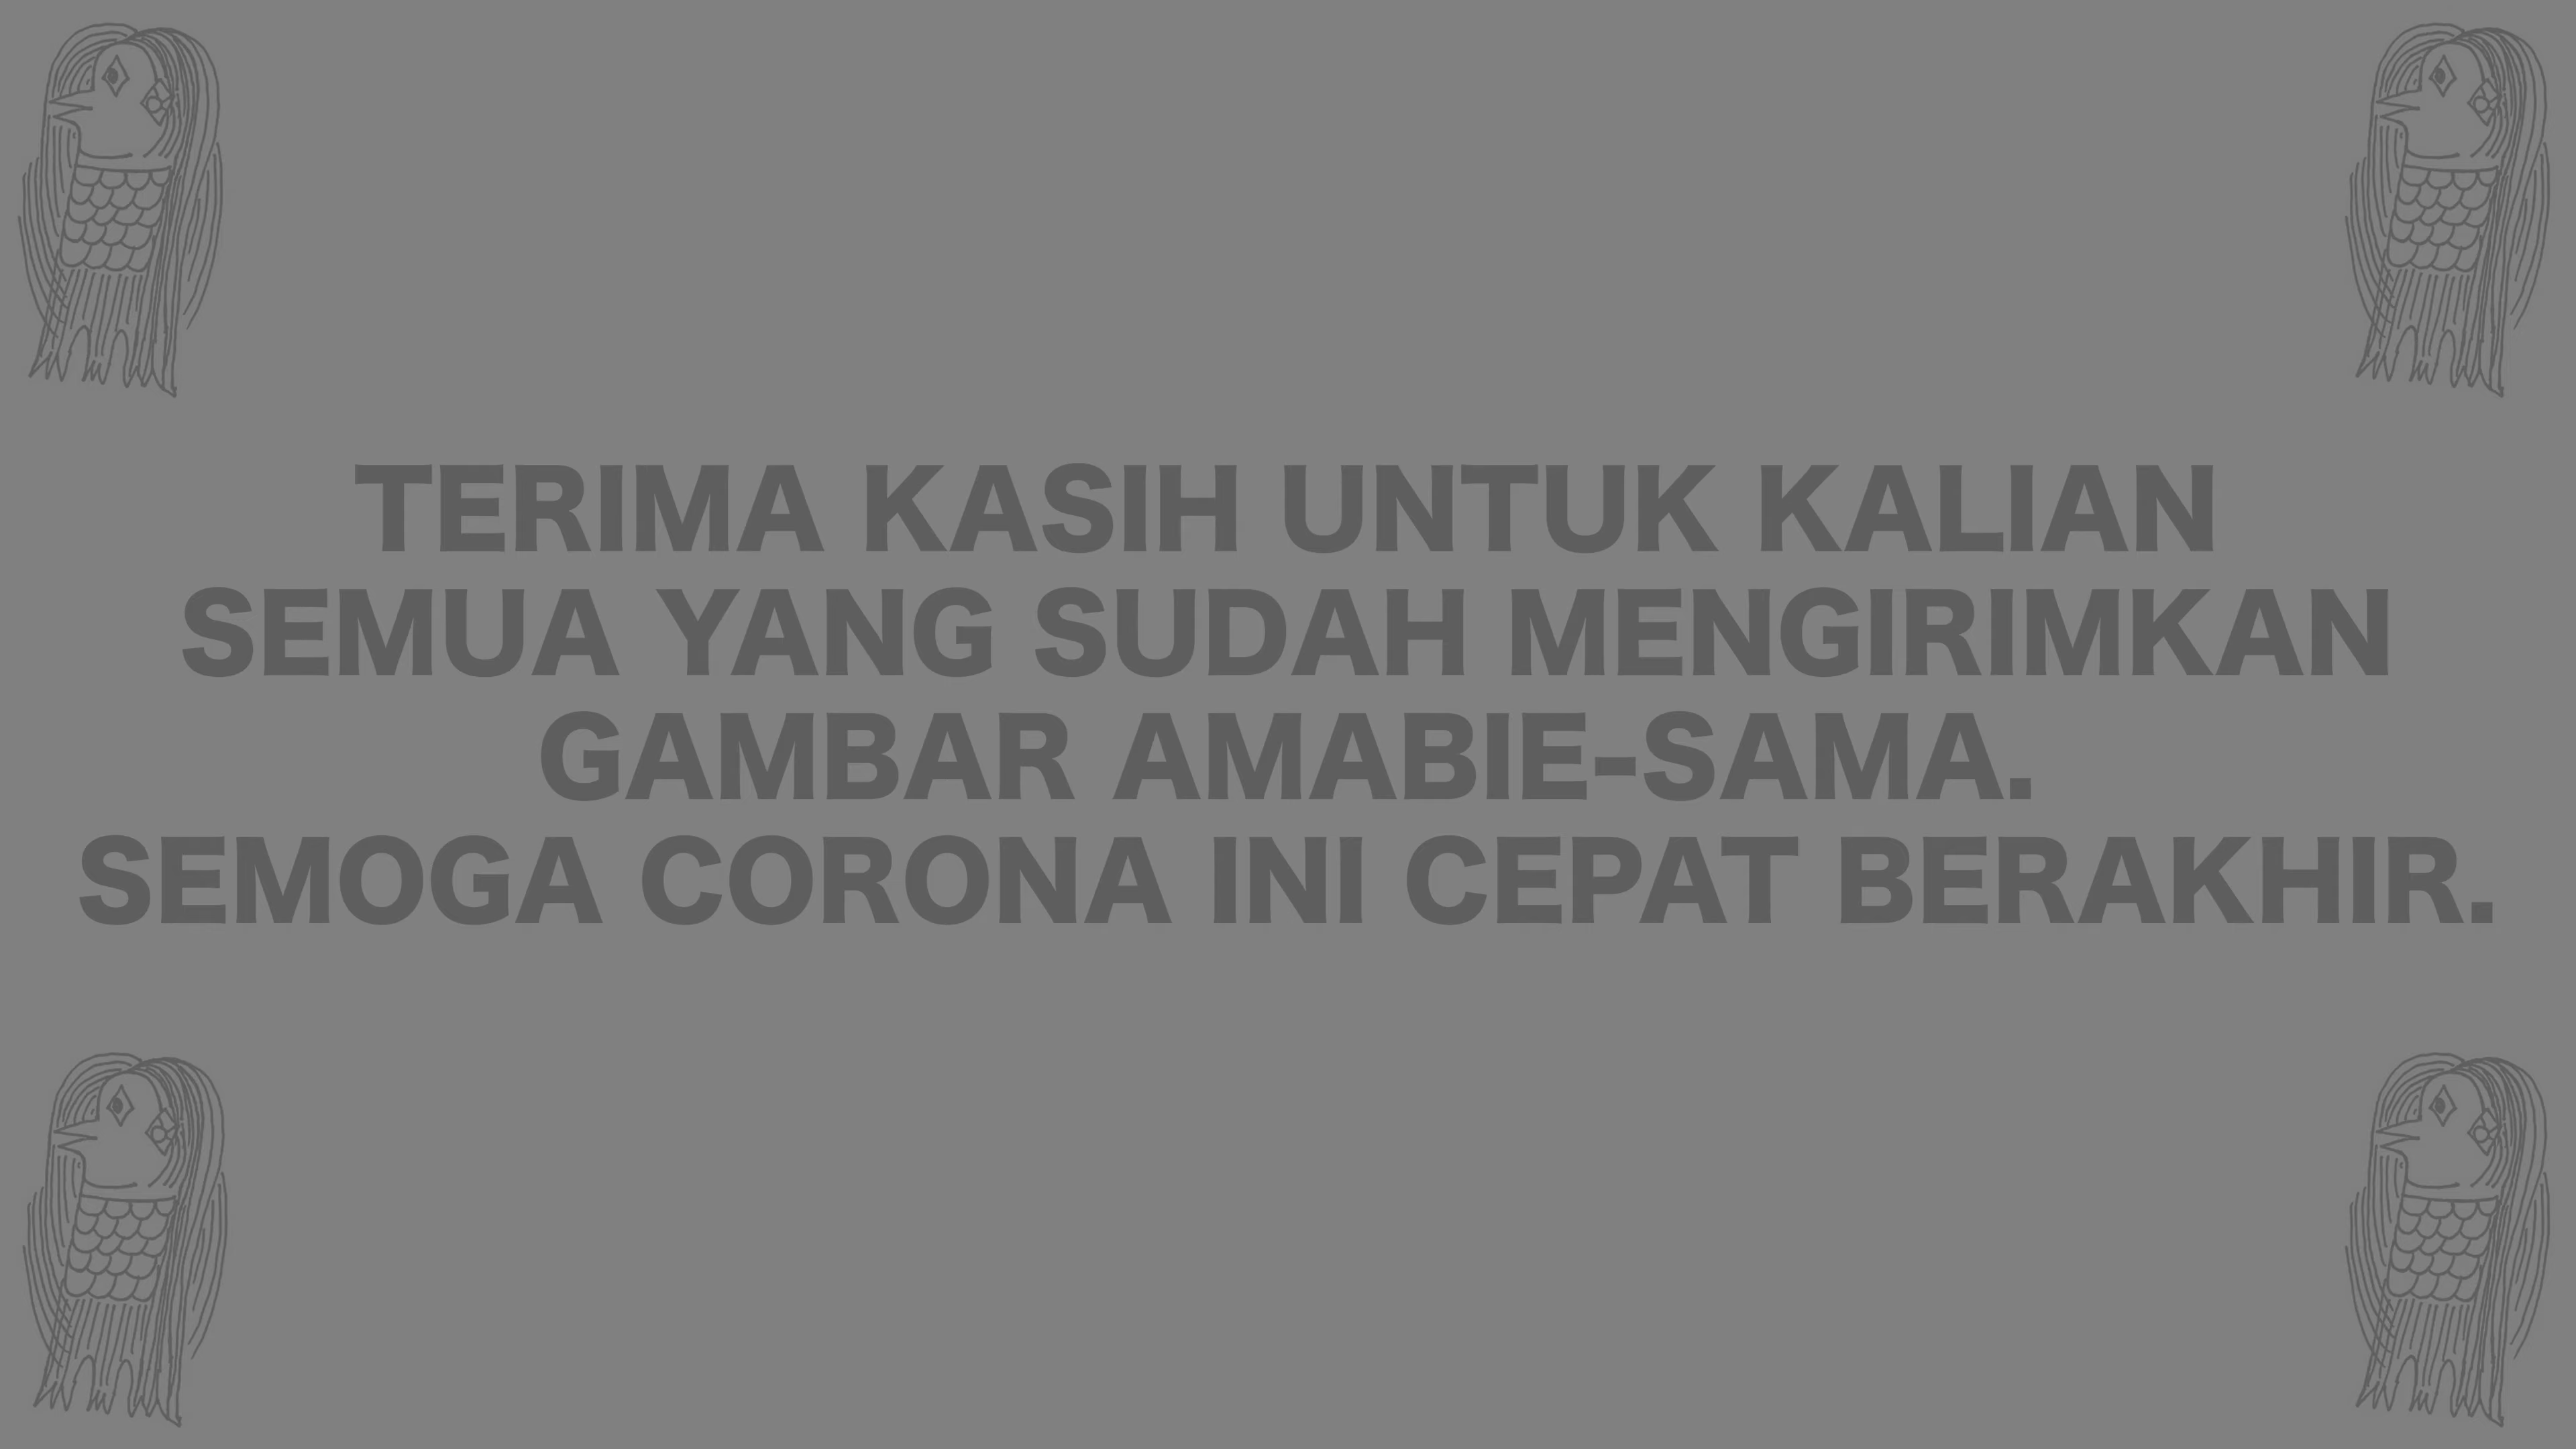 TERIMA KASIH UNTUK KALIAN
SEMUA YANG SUDAH MENGIRIMKAN
GAMBAR AMABIE-SAMA.
SEMOGA CORONA INI CEPAT BERAKHIR.